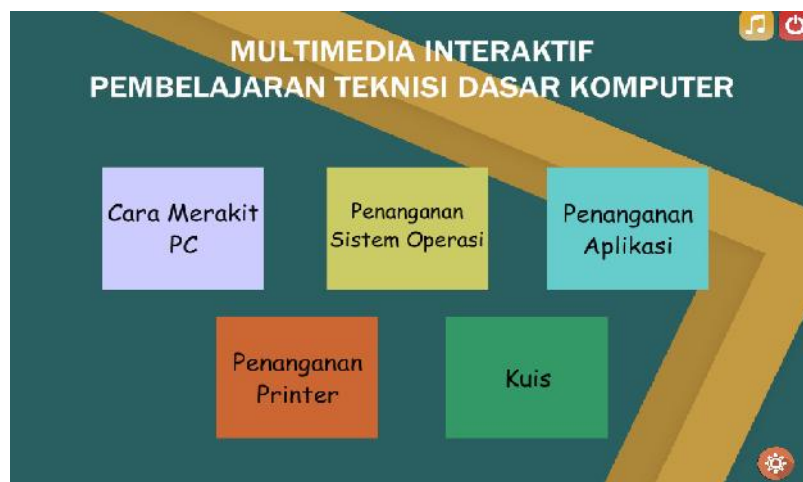 MULTIMEDIA INTERAKTIF
PEMBELAJARAN TEKNISI DASAR KOMPUTER
Cara Merakit
PC
Penanganan
Sistem Operasi
Penanganan
Aplikasi
Penanganan
Printer
Kuis